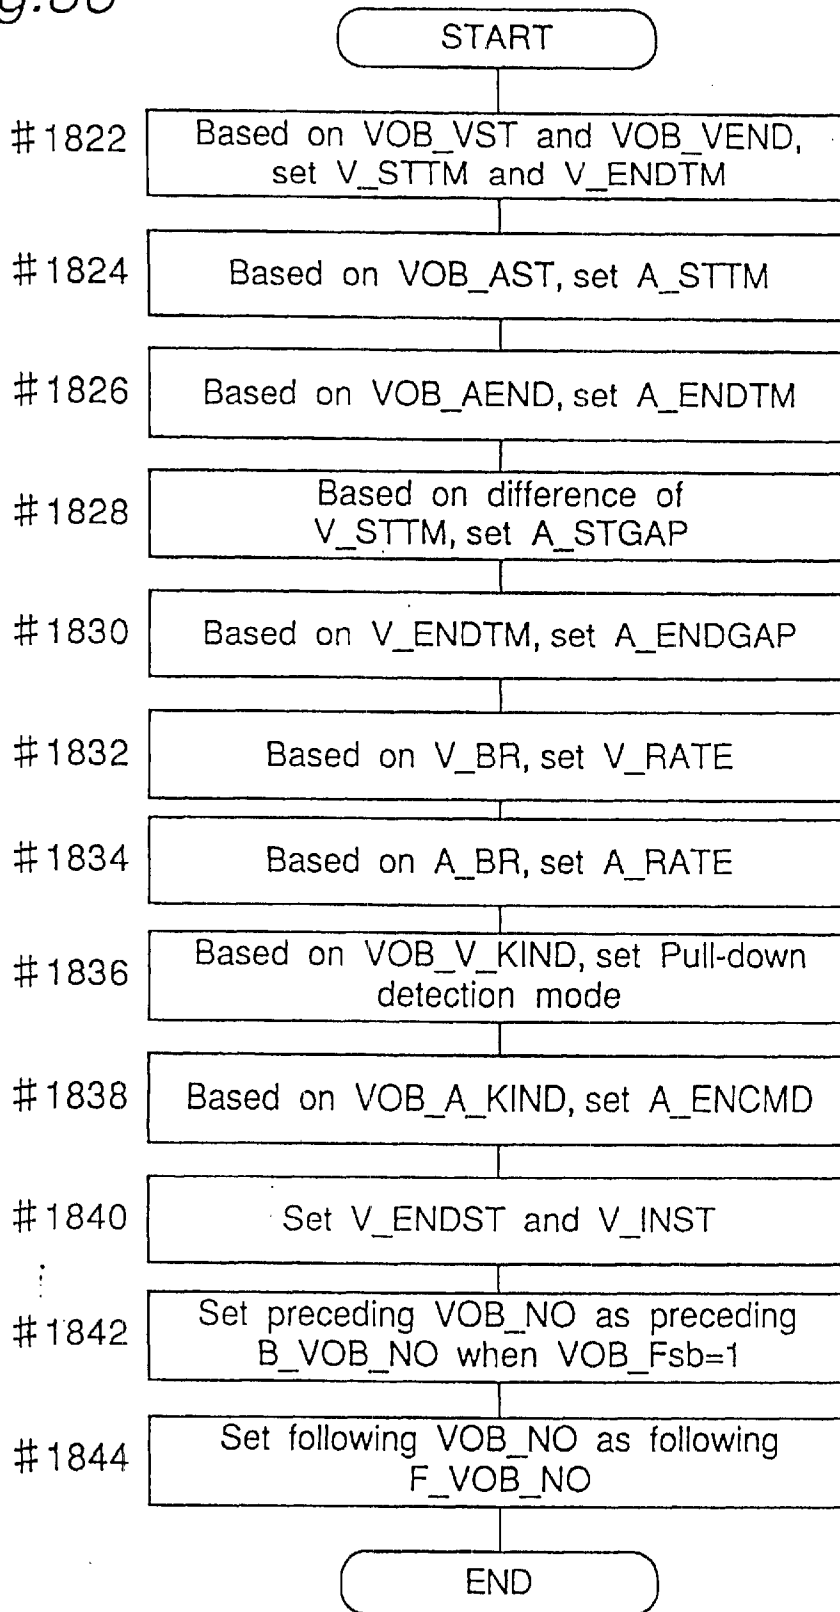 START
#1822
Based on VOB_VST and VOB_VEND,
set V_STTM and V_ENDTM
#1824
Based on VOB_AST, set A_STTM
#1826
Based on VOB_AEND, set A_ENDTM
#1828
Based on difference of
V_STTM, set A_STGAP
#1830
Based on V_ENDTM, set A_ENDGAP
#1832
Based on V_BR, set V_RATE
#1834
Based on A_BR, set A_RATE
#1836
Based on VOB_V_KIND, set Pull-down
detection mode
#1838
Based on VOB_A_KIND, set A_ENCMD
#1840
Set V_ENDST and V_INST
#1842
Set preceding VOB_NO as preceding
B_VOB_NO when VOB_Fsb=1
#1844
Set following VOB_NO as following
F_VOB_NO
END